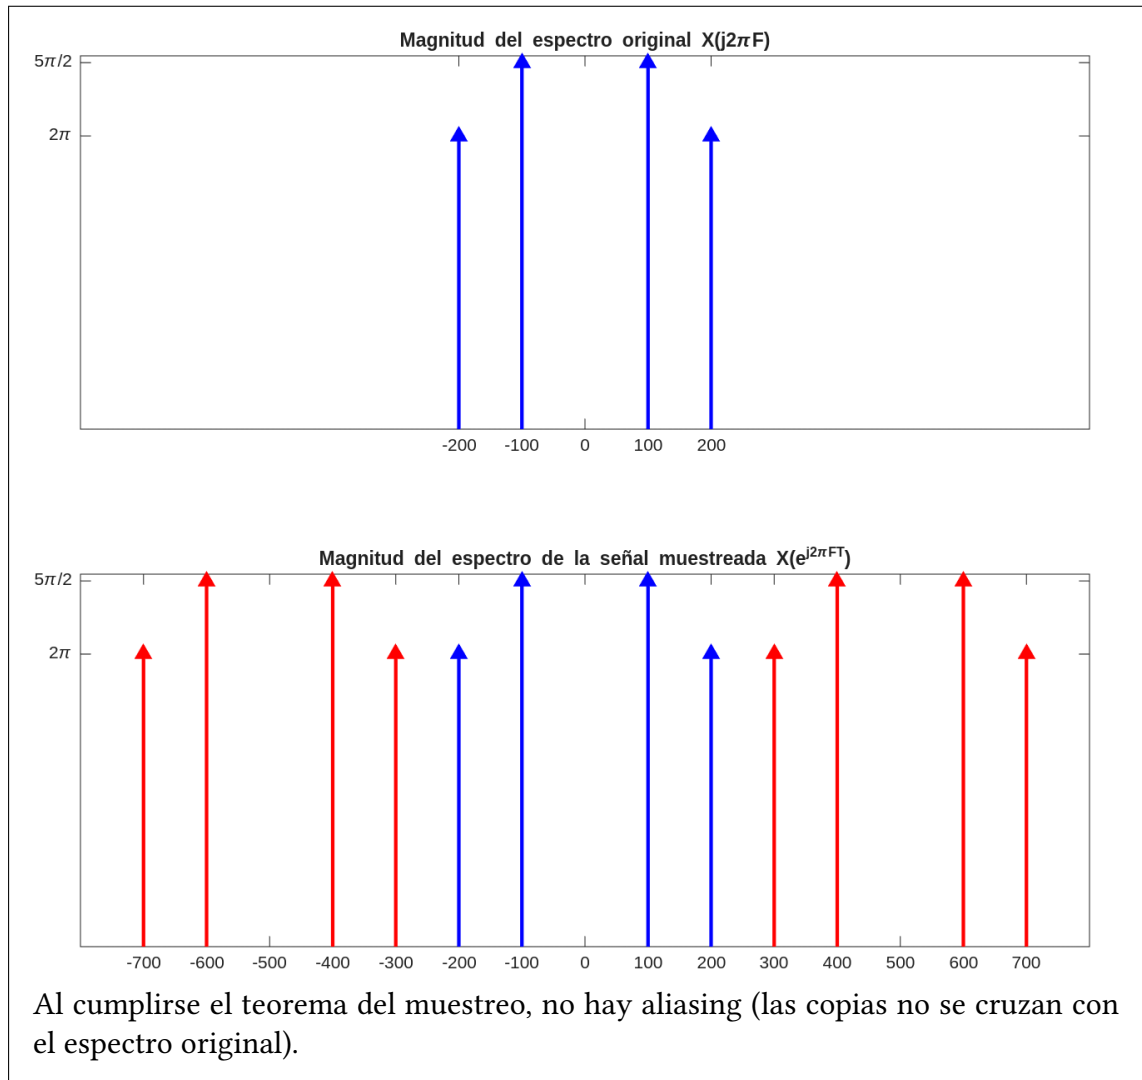 Magnitud del espectro original X(j2πF)
5π/2
2π
-200 -100 0 100 200
Magnitud del espectro de la señal muestreada X(e^{j2πFT})
5π/2
2π
-700 -600 -500 -400 -300 -200 -100 0 100 200 300 400 500 600 700
Al cumplirse el teorema del muestreo, no hay aliasing (las copias no se cruzan con
el espectro original).